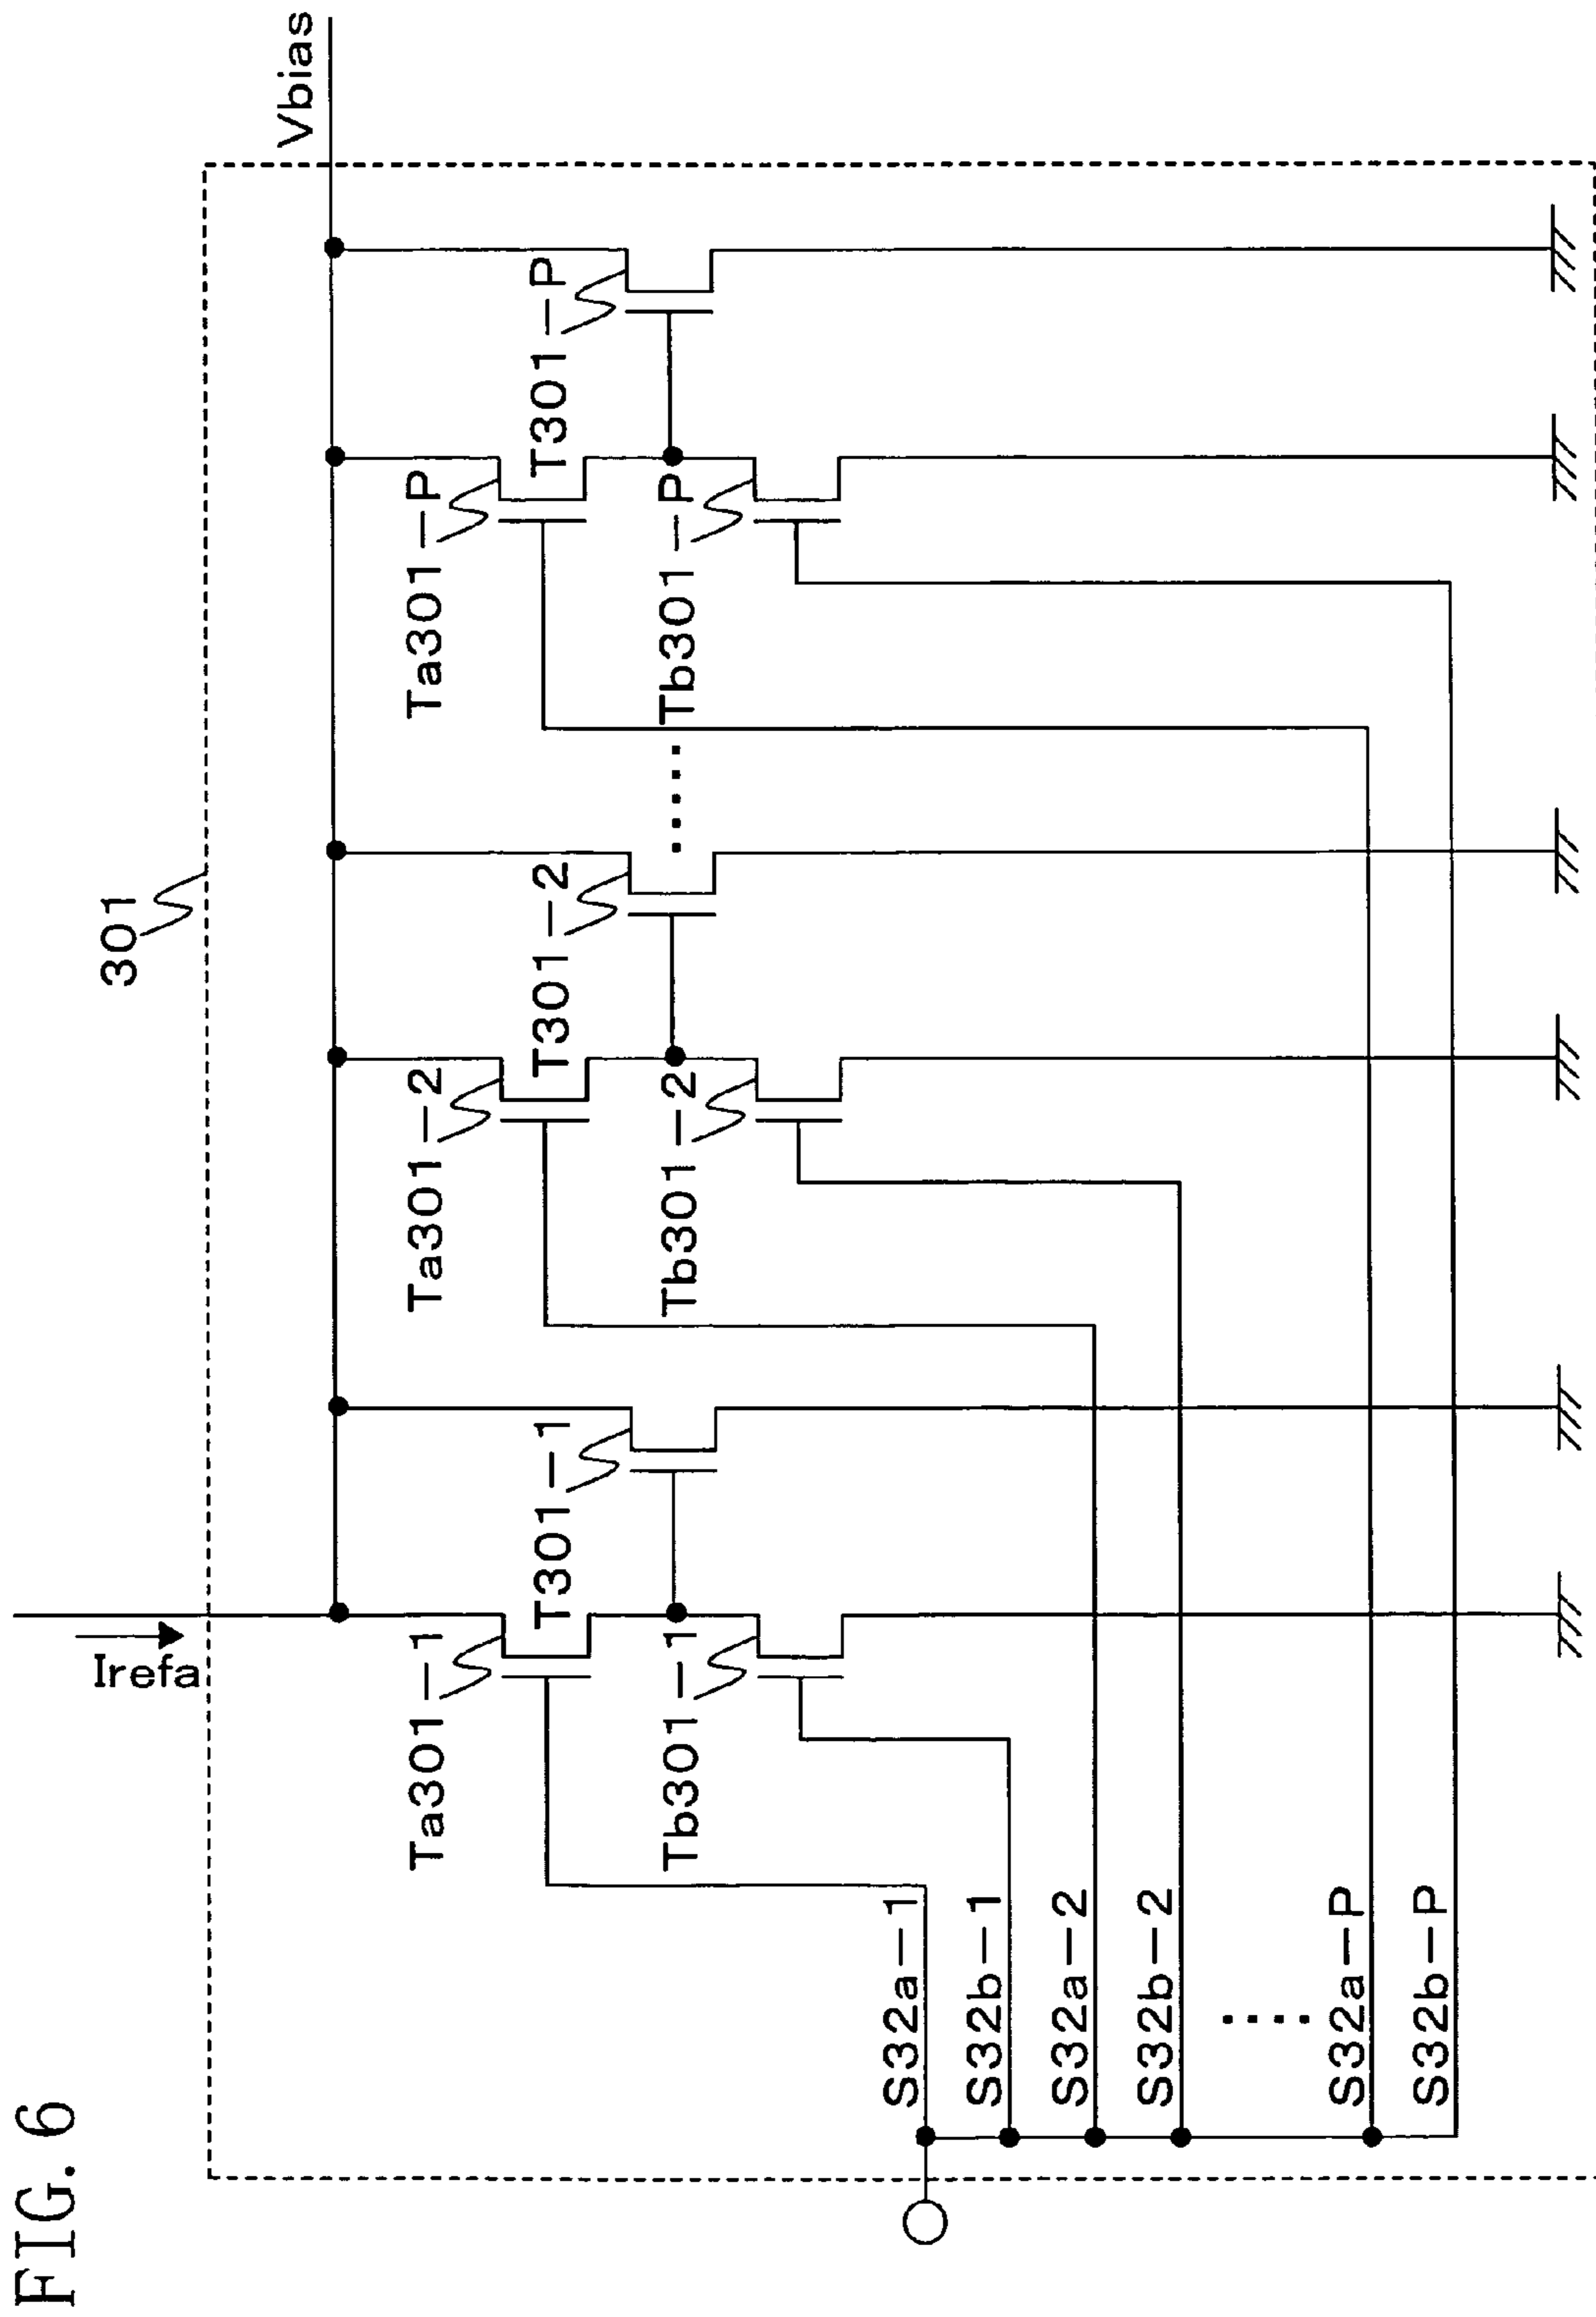 FIG. 6
301
Irefa
Vbias
Ta301-1
T301-1
Tb301-1
Ta301-2
T301-2
Tb301-2
.....
Ta301-P
T301-P
Tb301-P
S32a-1
S32b-1
S32a-2
S32b-2
....
S32a-P
S32b-P